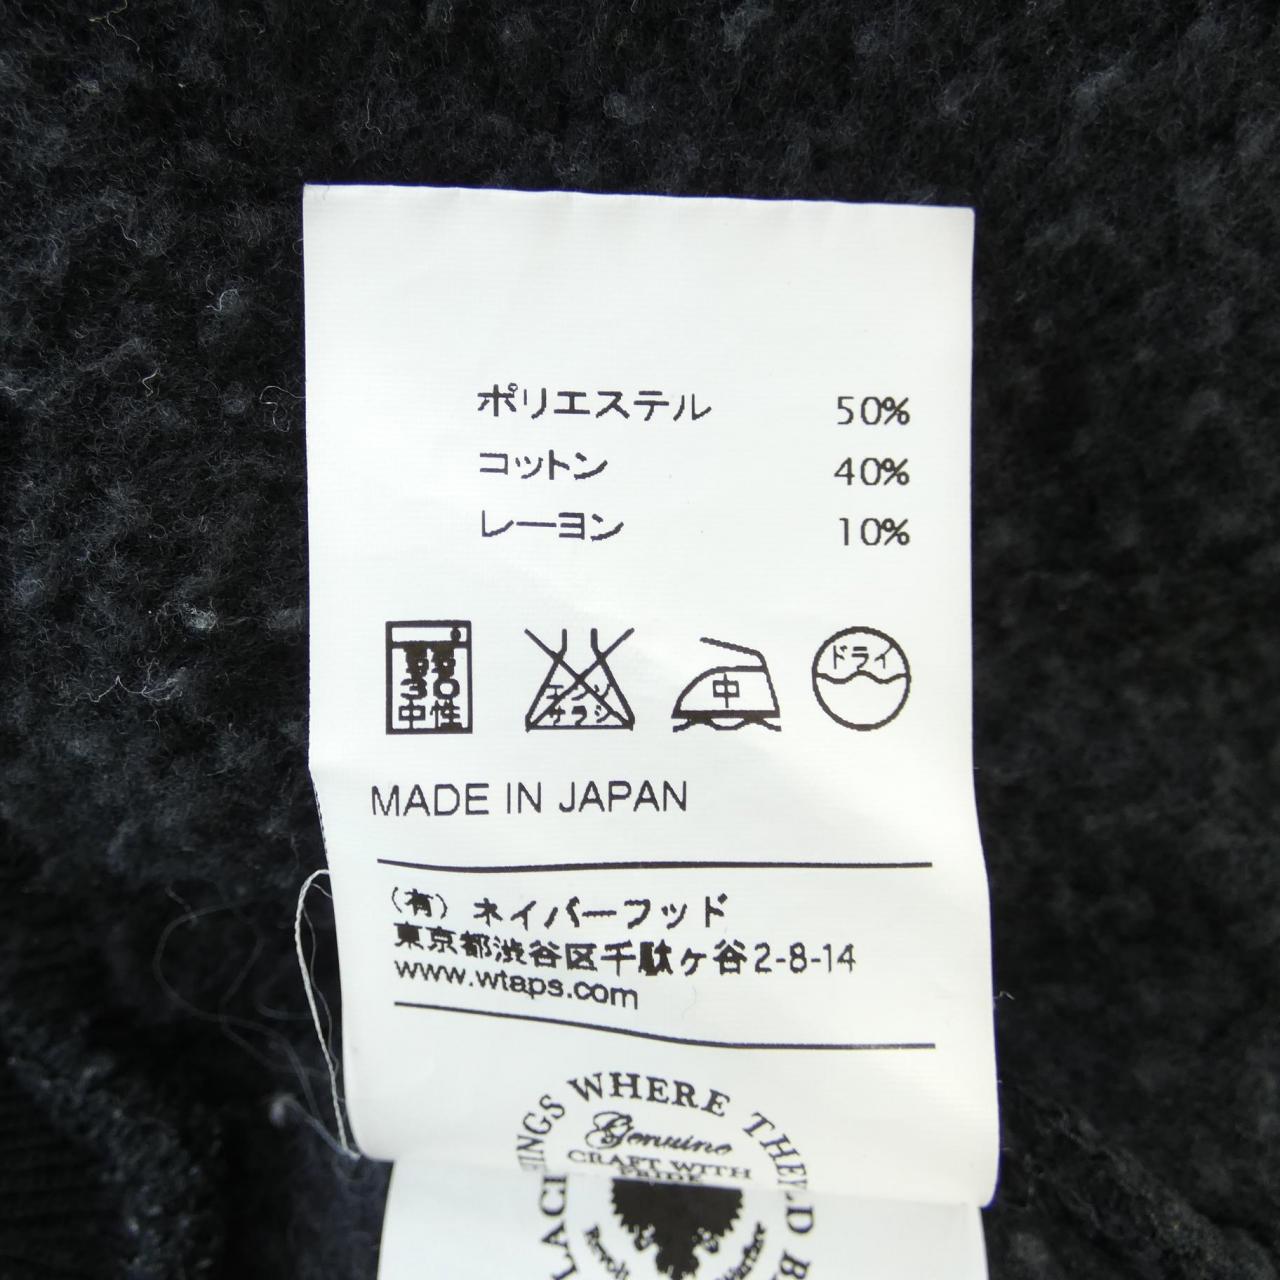 ポリエステル 50%
コットン 40%
レーヨン 10%
弱
30
中性
エンソ
サラシ
中
ドライ
MADE IN JAPAN
(有) ネイバーフッド
東京都渋谷区千駄ヶ谷2-8-14
www.wtaps.com
WHERE THEY
Genuine
CRAFT WITH
PRIDE